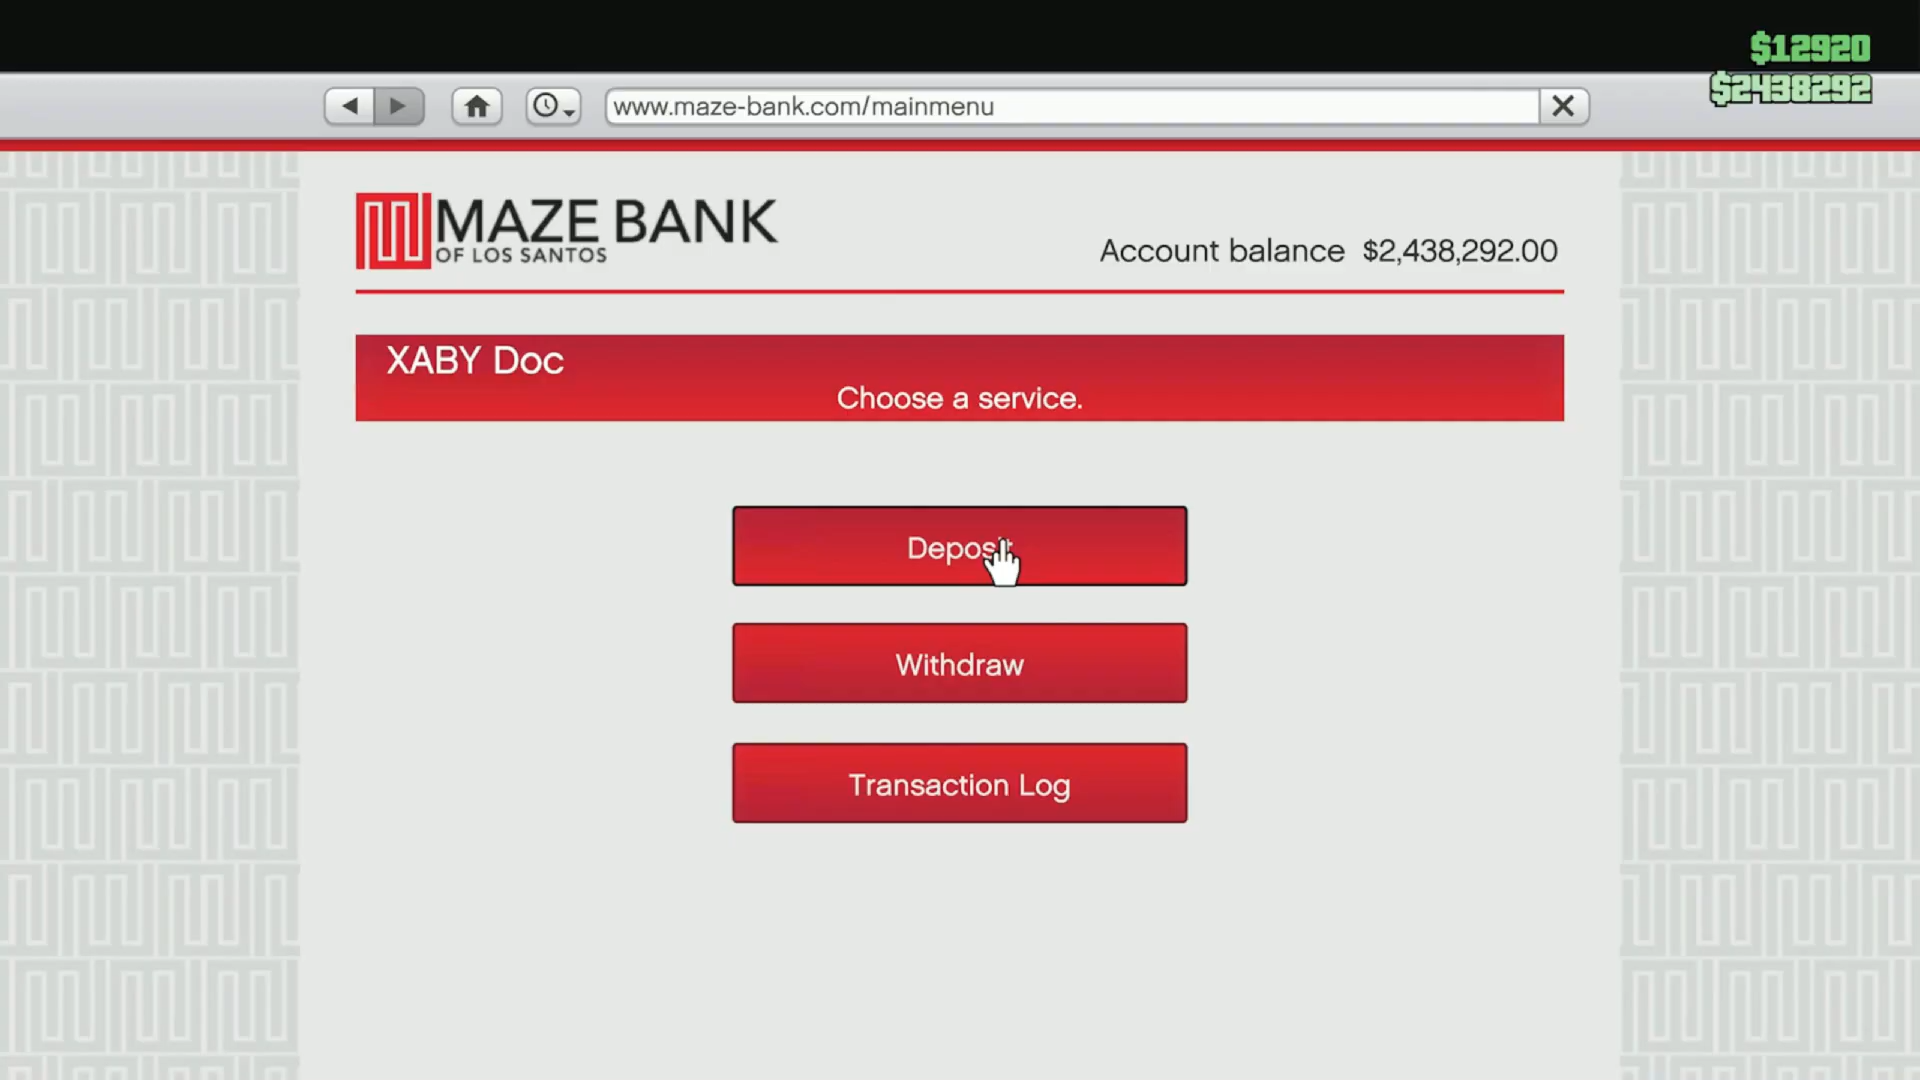 $12920
$2438292
www.maze-bank.com/mainmenu
MAZE BANK
OF LOS SANTOS
Account balance $2,438,292.00
XABY Doc
Choose a service.
Deposit
Withdraw
Transaction Log